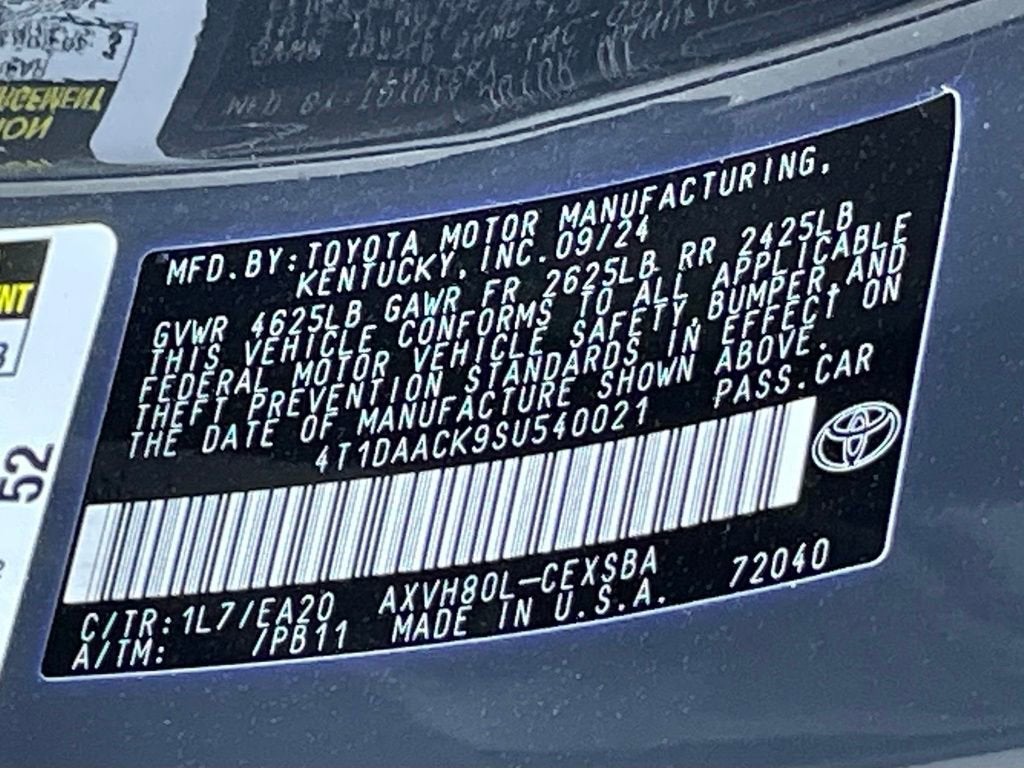 MFD.BY:TOYOTA MOTOR MANUFACTURING,
KENTUCKY, INC. 09/24
GVWR 4625LB GAWR FR 2625LB RR 2425LB
THIS VEHICLE CONFORMS TO ALL APPLICABLE
FEDERAL MOTOR VEHICLE SAFETY,BUMPER,AND
THEFT PREVENTION STANDARDS IN EFFECT ON
THE DATE OF MANUFACTURE SHOWN ABOVE.
4T1DAACK9SU540021 PASS.CAR
C/TR:1L7/EA20 AXVH80L-CEXSBA 72040
A/TM: /PB11 MADE IN U.S.A.
52